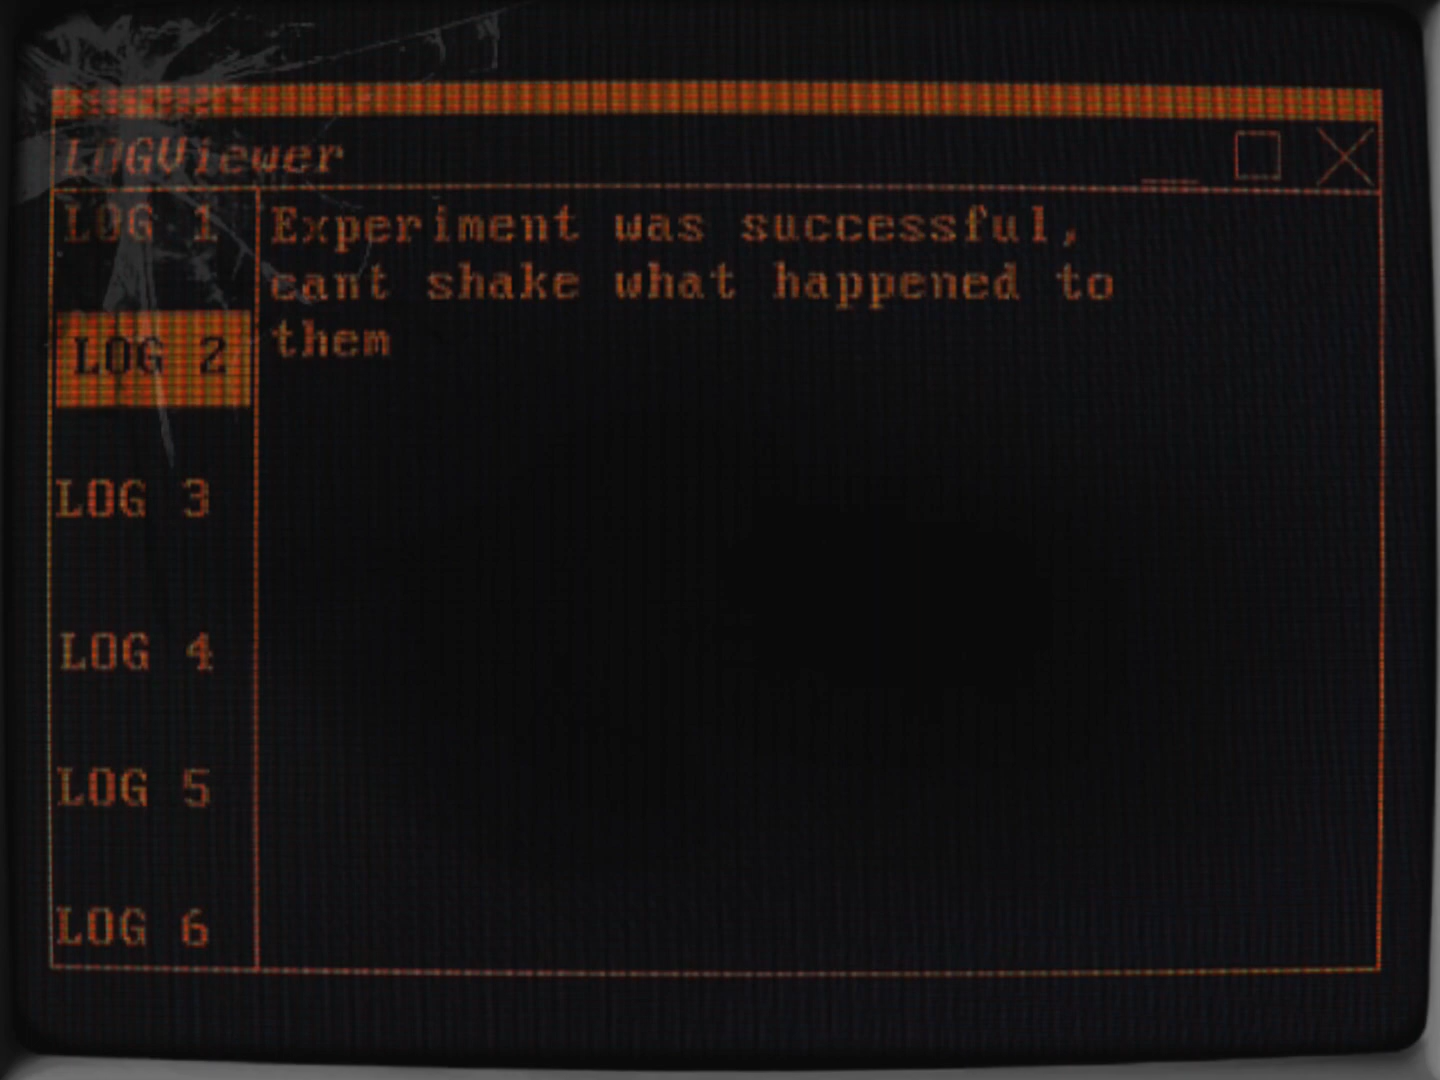 LOGViewer
LOG 1
LOG 2
LOG 3
LOG 4
LOG 5
LOG 6
Experiment was successful,
cant shake what happened to
them